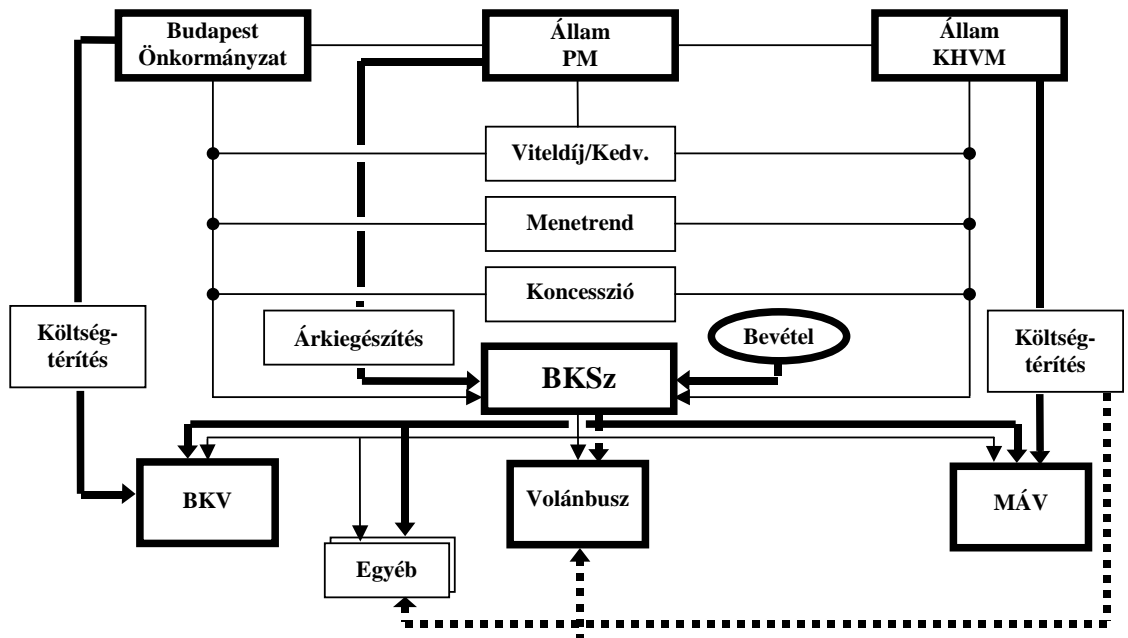 Budapest
Önkormányzat
Állam
PM
Állam
KHVM
Viteldíj/Kedv.
Menetrend
Koncesszió
Költség-
térítés
Árkiegészítés
Bevétel
Költség-
térítés
BKSz
BKV
Volánbusz
MÁV
Egyéb